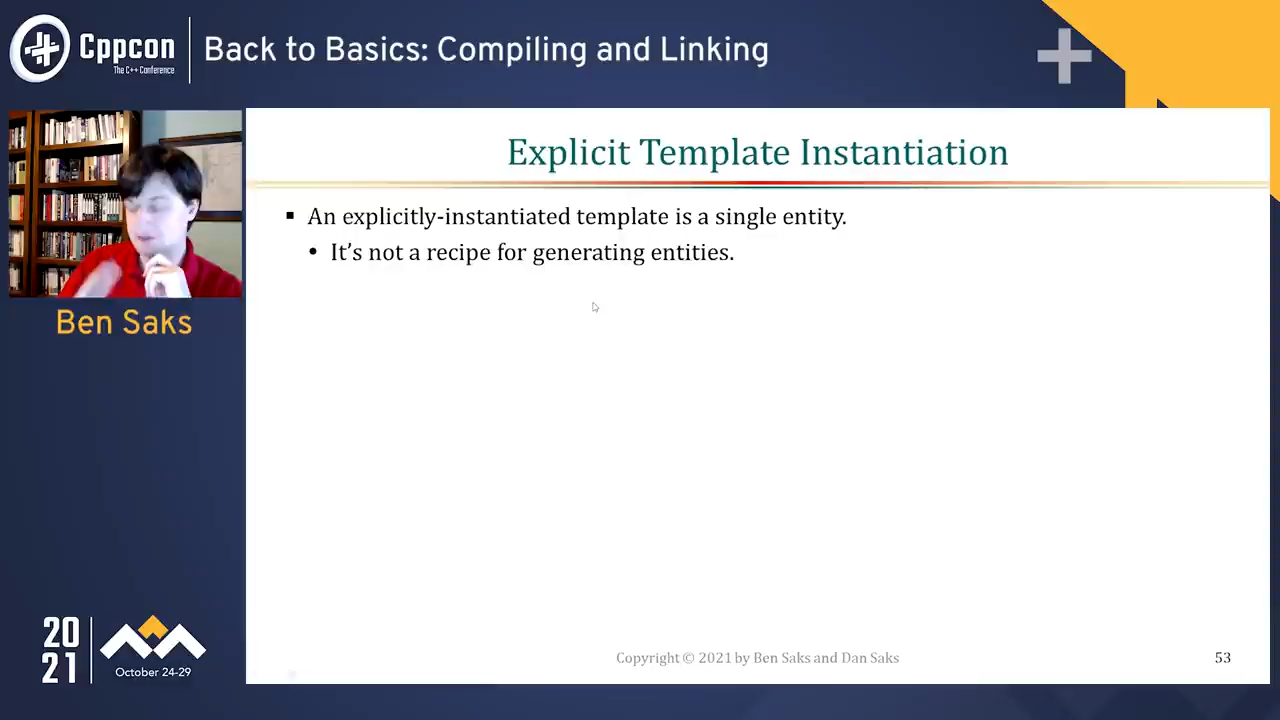 Cppcon
The C++ Conference
Back to Basics: Compiling and Linking
Explicit Template Instantiation
▪ An explicitly-instantiated template is a single entity.
• It’s not a recipe for generating entities.
Ben Saks
20
21
October 24-29
Copyright © 2021 by Ben Saks and Dan Saks
53